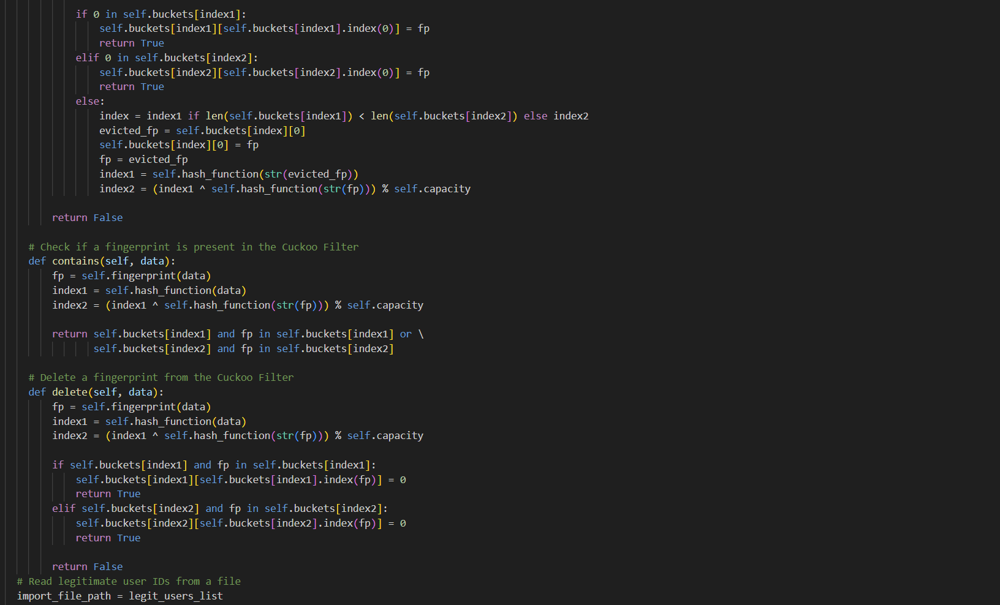 if 0 in self.buckets[index1]:
self.buckets[index1][self.buckets[index1].index(0)] = fp
return True
elif 0 in self.buckets[index2]:
self.buckets[index2][self.buckets[index2].index(0)] = fp
return True
else:
index = index1 if len(self.buckets[index1]) < len(self.buckets[index2]) else index2
evicted_fp = self.buckets[index][0]
self.buckets[index][0] = fp
fp = evicted_fp
index1 = self.hash_function(str(evicted_fp))
index2 = (index1 ^ self.hash_function(str(fp))) % self.capacity
return False
# Check if a fingerprint is present in the Cuckoo Filter
def contains(self, data):
fp = self.fingerprint(data)
index1 = self.hash_function(data)
index2 = (index1 ^ self.hash_function(str(fp))) % self.capacity
return self.buckets[index1] and fp in self.buckets[index1] or \
self.buckets[index2] and fp in self.buckets[index2]
# Delete a fingerprint from the Cuckoo Filter
def delete(self, data):
fp = self.fingerprint(data)
index1 = self.hash_function(data)
index2 = (index1 ^ self.hash_function(str(fp))) % self.capacity
if self.buckets[index1] and fp in self.buckets[index1]:
self.buckets[index1][self.buckets[index1].index(fp)] = 0
return True
elif self.buckets[index2] and fp in self.buckets[index2]:
self.buckets[index2][self.buckets[index2].index(fp)] = 0
return True
return False
# Read legitimate user IDs from a file
import_file_path = legit_users_list